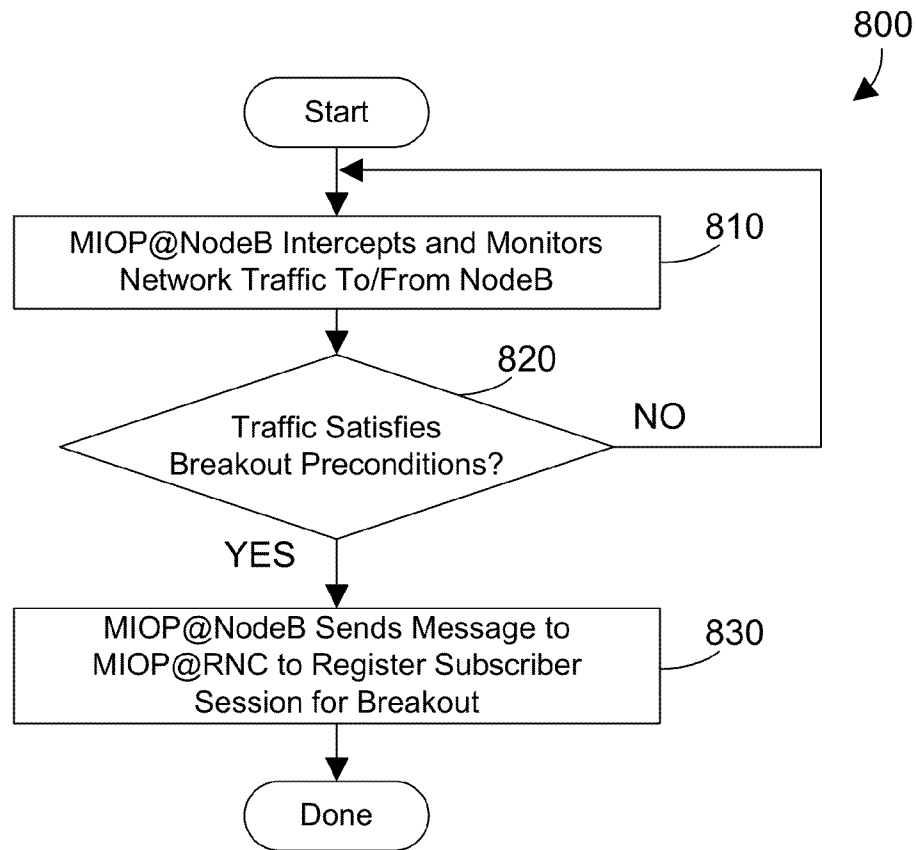 800
Start
MIOP@NodeB Intercepts and Monitors
Network Traffic To/From NodeB
810
820
Traffic Satisfies
Breakout Preconditions?
NO
YES
MIOP@NodeB Sends Message to
MIOP@RNC to Register Subscriber
Session for Breakout
830
Done